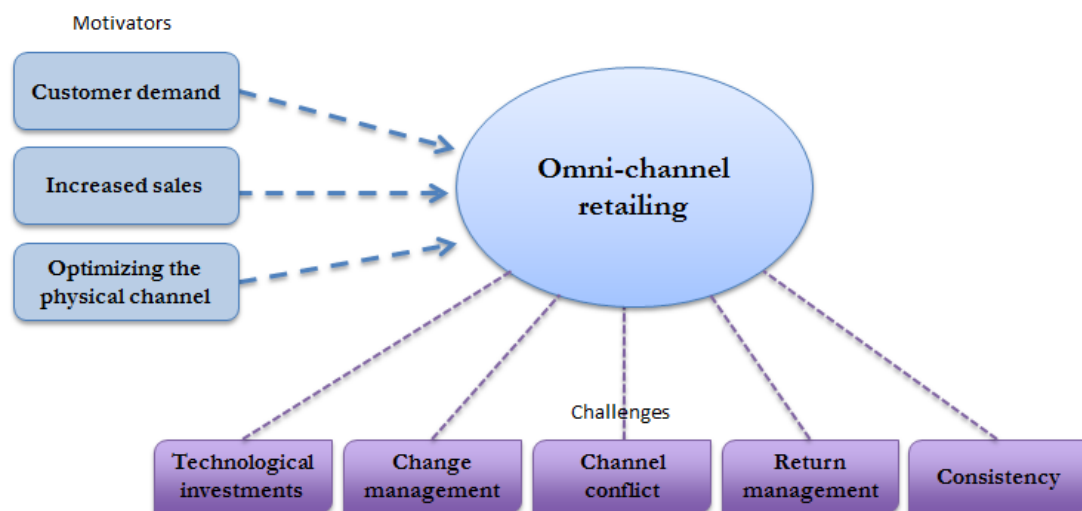 Motivators
Customer demand
Increased sales
Optimizing the
physical channel
Omni-channel
retailing
Challenges
Technological
investments
Change
management
Channel
conflict
Return
management
Consistency